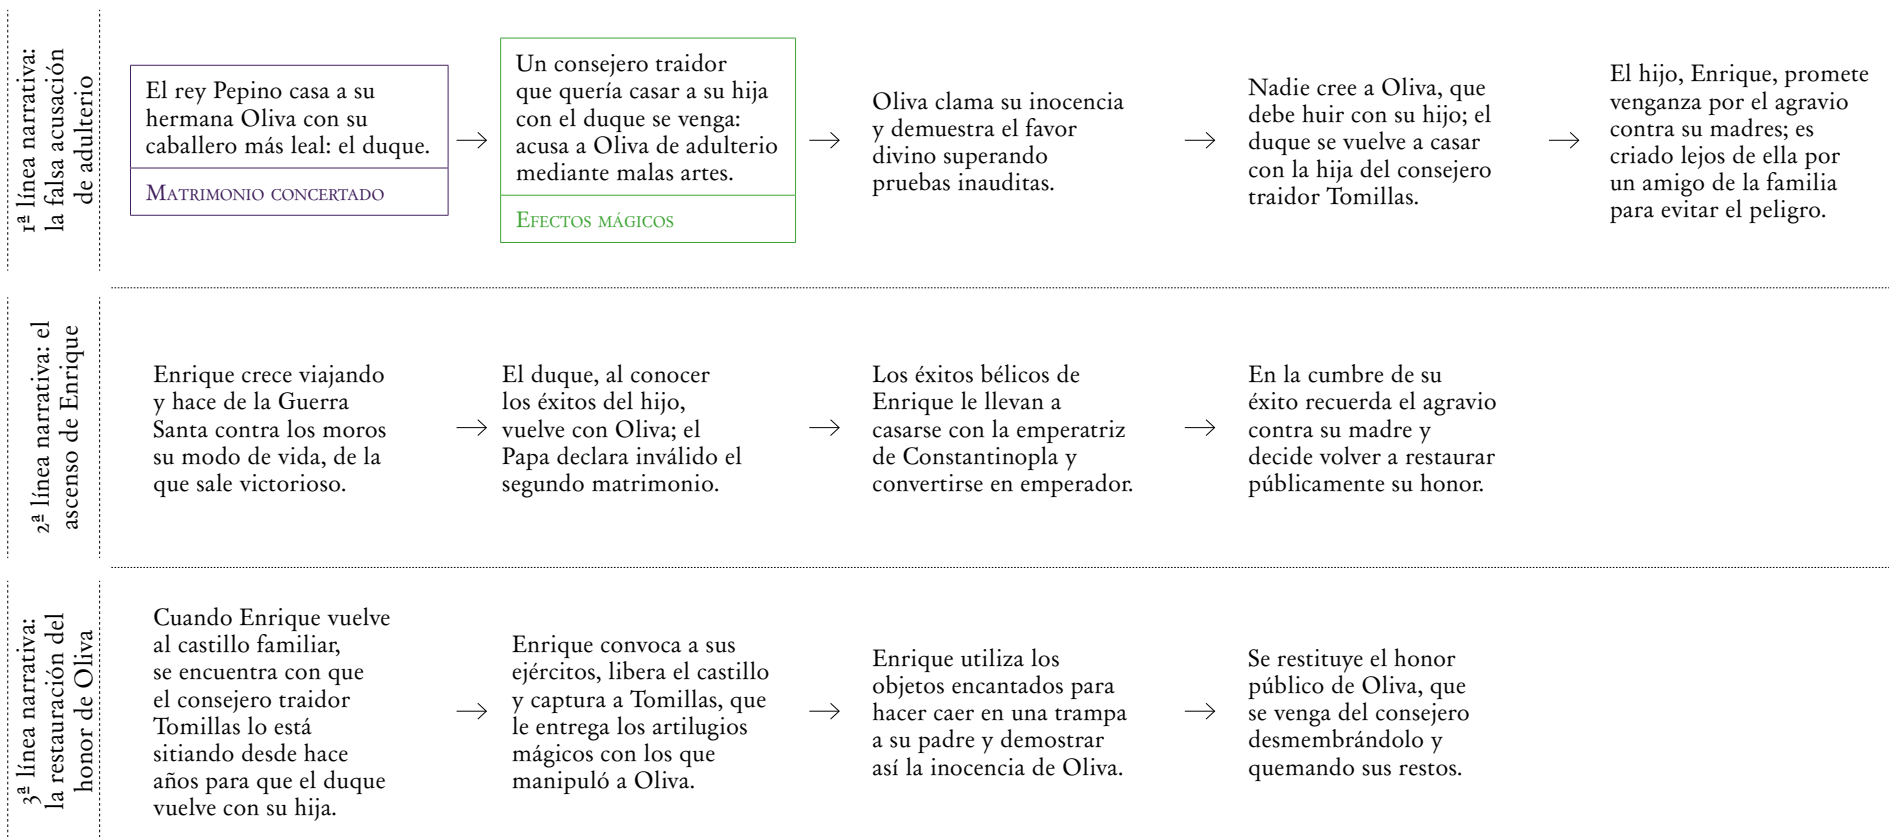 1ª línea narrativa:
la falsa acusación
de adulterio
El rey Pepino casa a su
hermana Oliva con su
caballero más leal: el duque.
Matrimonio concertado
Un consejero traidor
que quería casar a su hija
con el duque se venga:
acusa a Oliva de adulterio
mediante malas artes.
Efectos mágicos
Oliva clama su inocencia
y demuestra el favor
divino superando
pruebas inauditas.
Nadie cree a Oliva, que
debe huir con su hijo; el
duque se vuelve a casar
con la hija del consejero
traidor Tomillas.
El hijo, Enrique, promete
venganza por el agravio
contra su madres; es
criado lejos de ella por
un amigo de la familia
para evitar el peligro.
2ª línea narrativa: el
ascenso de Enrique
Enrique crece viajando
y hace de la Guerra
Santa contra los moros
su modo de vida, de la
que sale victorioso.
El duque, al conocer
los éxitos del hijo,
vuelve con Oliva; el
Papa declara inválido el
segundo matrimonio.
Los éxitos bélicos de
Enrique le llevan a
casarse con la emperatriz
de Constantinopla y
convertirse en emperador.
En la cumbre de su
éxito recuerda el agravio
contra su madre y
decide volver a restaurar
públicamente su honor.
3ª línea narrativa:
la restauración del
honor de Oliva
Cuando Enrique vuelve
al castillo familiar,
se encuentra con que
el consejero traidor
Tomillas lo está
sitiando desde hace
años para que el duque
vuelve con su hija.
Enrique convoca a sus
ejércitos, libera el castillo
y captura a Tomillas, que
le entrega los artilugios
mágicos con los que
manipuló a Oliva.
Enrique utiliza los
objetos encantados para
hacer caer en una trampa
a su padre y demostrar
así la inocencia de Oliva.
Se restituye el honor
público de Oliva, que
se venga del consejero
desmembrándolo y
quemando sus restos.